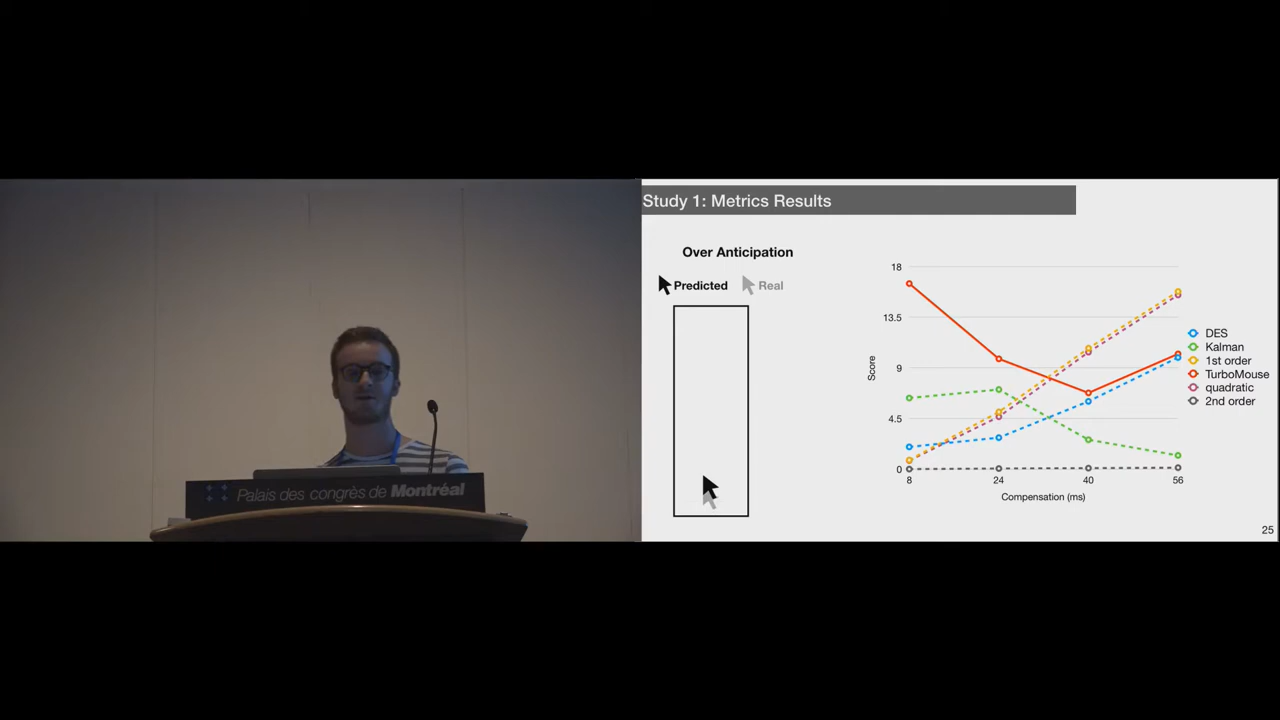 Study 1: Metrics Results
Over Anticipation
Predicted
Real
18
13.5
9
4.5
0
Score
8
24
40
56
Compensation (ms)
DES
Kalman
1st order
TurboMouse
quadratic
2nd order
25
Palais des congrès de Montréal